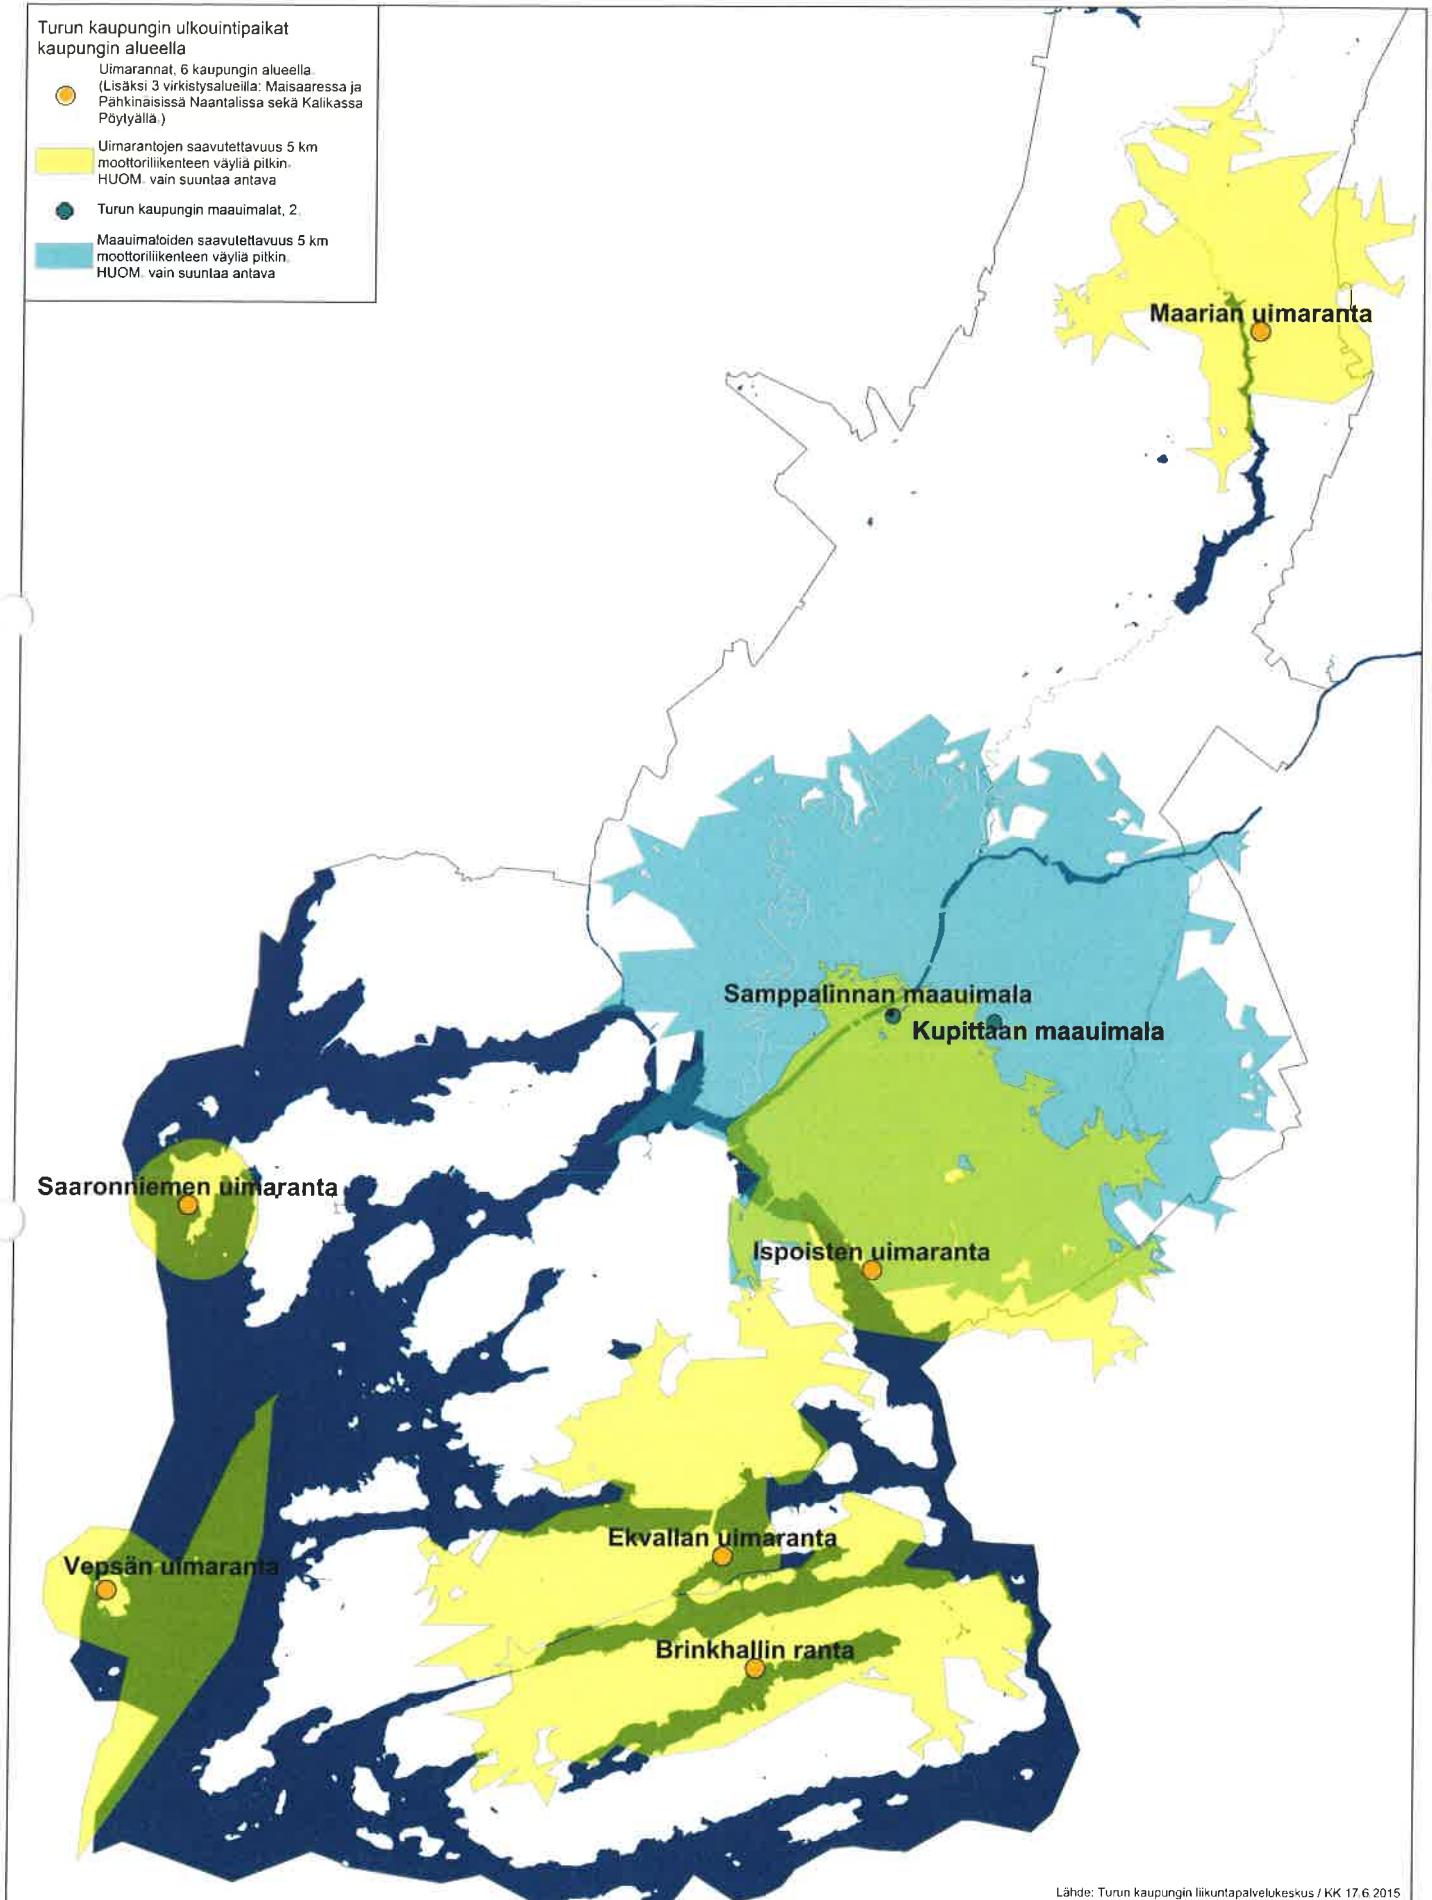 Turun kaupungin ulkouintipaikat
kaupungin alueella
Uimarannat, 6 kaupungin alueella.
(Lisäksi 3 virkistysalueilla: Maisaaressa ja
Pähkinäisissä Naantalissa sekä Kalikassa
Pöytyällä.)
Uimarantojen saavutettavuus 5 km
moottoriliikenteen väyliä pitkin.
HUOM. vain suuntaa antava
Turun kaupungin maauimalat, 2.
Maauimaloiden saavutettavuus 5 km
moottoriliikenteen väyliä pitkin.
HUOM. vain suuntaa antava
Maarian uimaranta
Samppalinnan maauimala
Kupittaan maauimala
Saaronniemen uimaranta
Ispoisten uimaranta
Ekvallan uimaranta
Vepsän uimaranta
Brinkhallin ranta
Lähde: Turun kaupungin liikuntapalvelukeskus / KK 17.6.2015